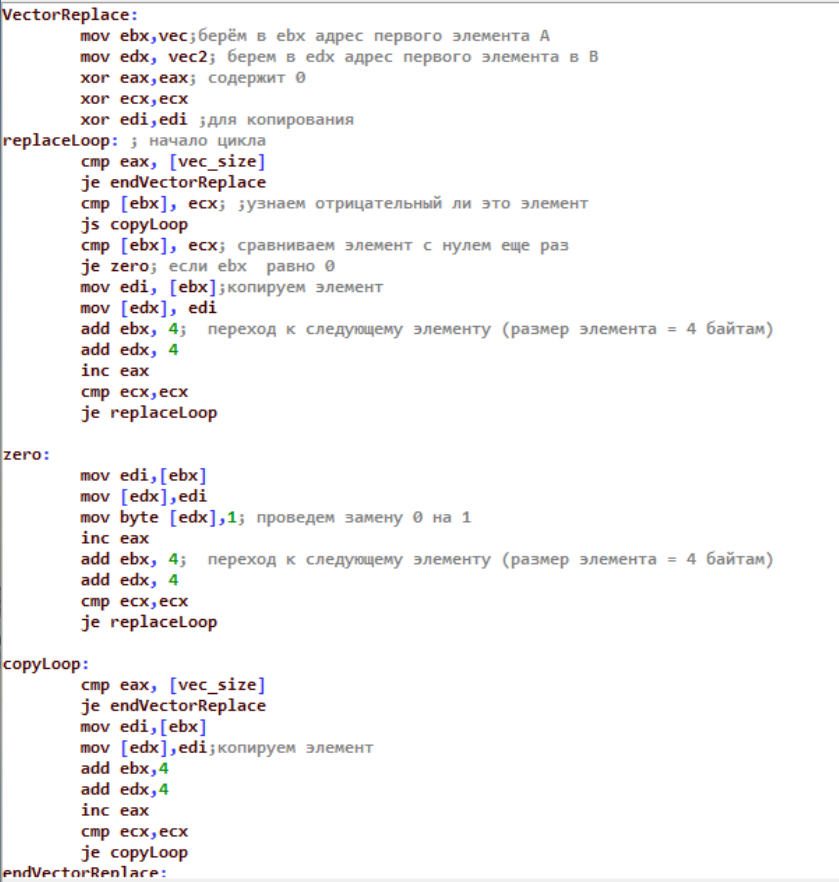 VectorReplace:
mov ebx,vec;берём в ebx адрес первого элемента A
mov edx, vec2; берем в edx адрес первого элемента в B
xor eax,eax; содержит 0
xor ecx,ecx
xor edi,edi ;для копирования
replaceLoop: ; начало цикла
cmp eax, [vec_size]
je endVectorReplace
cmp [ebx], ecx; ;узнаем отрицательный ли это элемент
js copyLoop
cmp [ebx], ecx; сравниваем элемент с нулем еще раз
je zero; если ebx  равно 0
mov edi, [ebx];копируем элемент
mov [edx], edi
add ebx, 4;  переход к следующему элементу (размер элемента = 4 байтам)
add edx, 4
inc eax
cmp ecx,ecx
je replaceLoop
zero:
mov edi,[ebx]
mov [edx],edi
mov byte [edx],1; проведем замену 0 на 1
inc eax
add ebx, 4;  переход к следующему элементу (размер элемента = 4 байтам)
add edx, 4
cmp ecx,ecx
je replaceLoop
copyLoop:
cmp eax, [vec_size]
je endVectorReplace
mov edi,[ebx]
mov [edx],edi;копируем элемент
add ebx,4
add edx,4
inc eax
cmp ecx,ecx
je copyLoop
endVectorReplace: